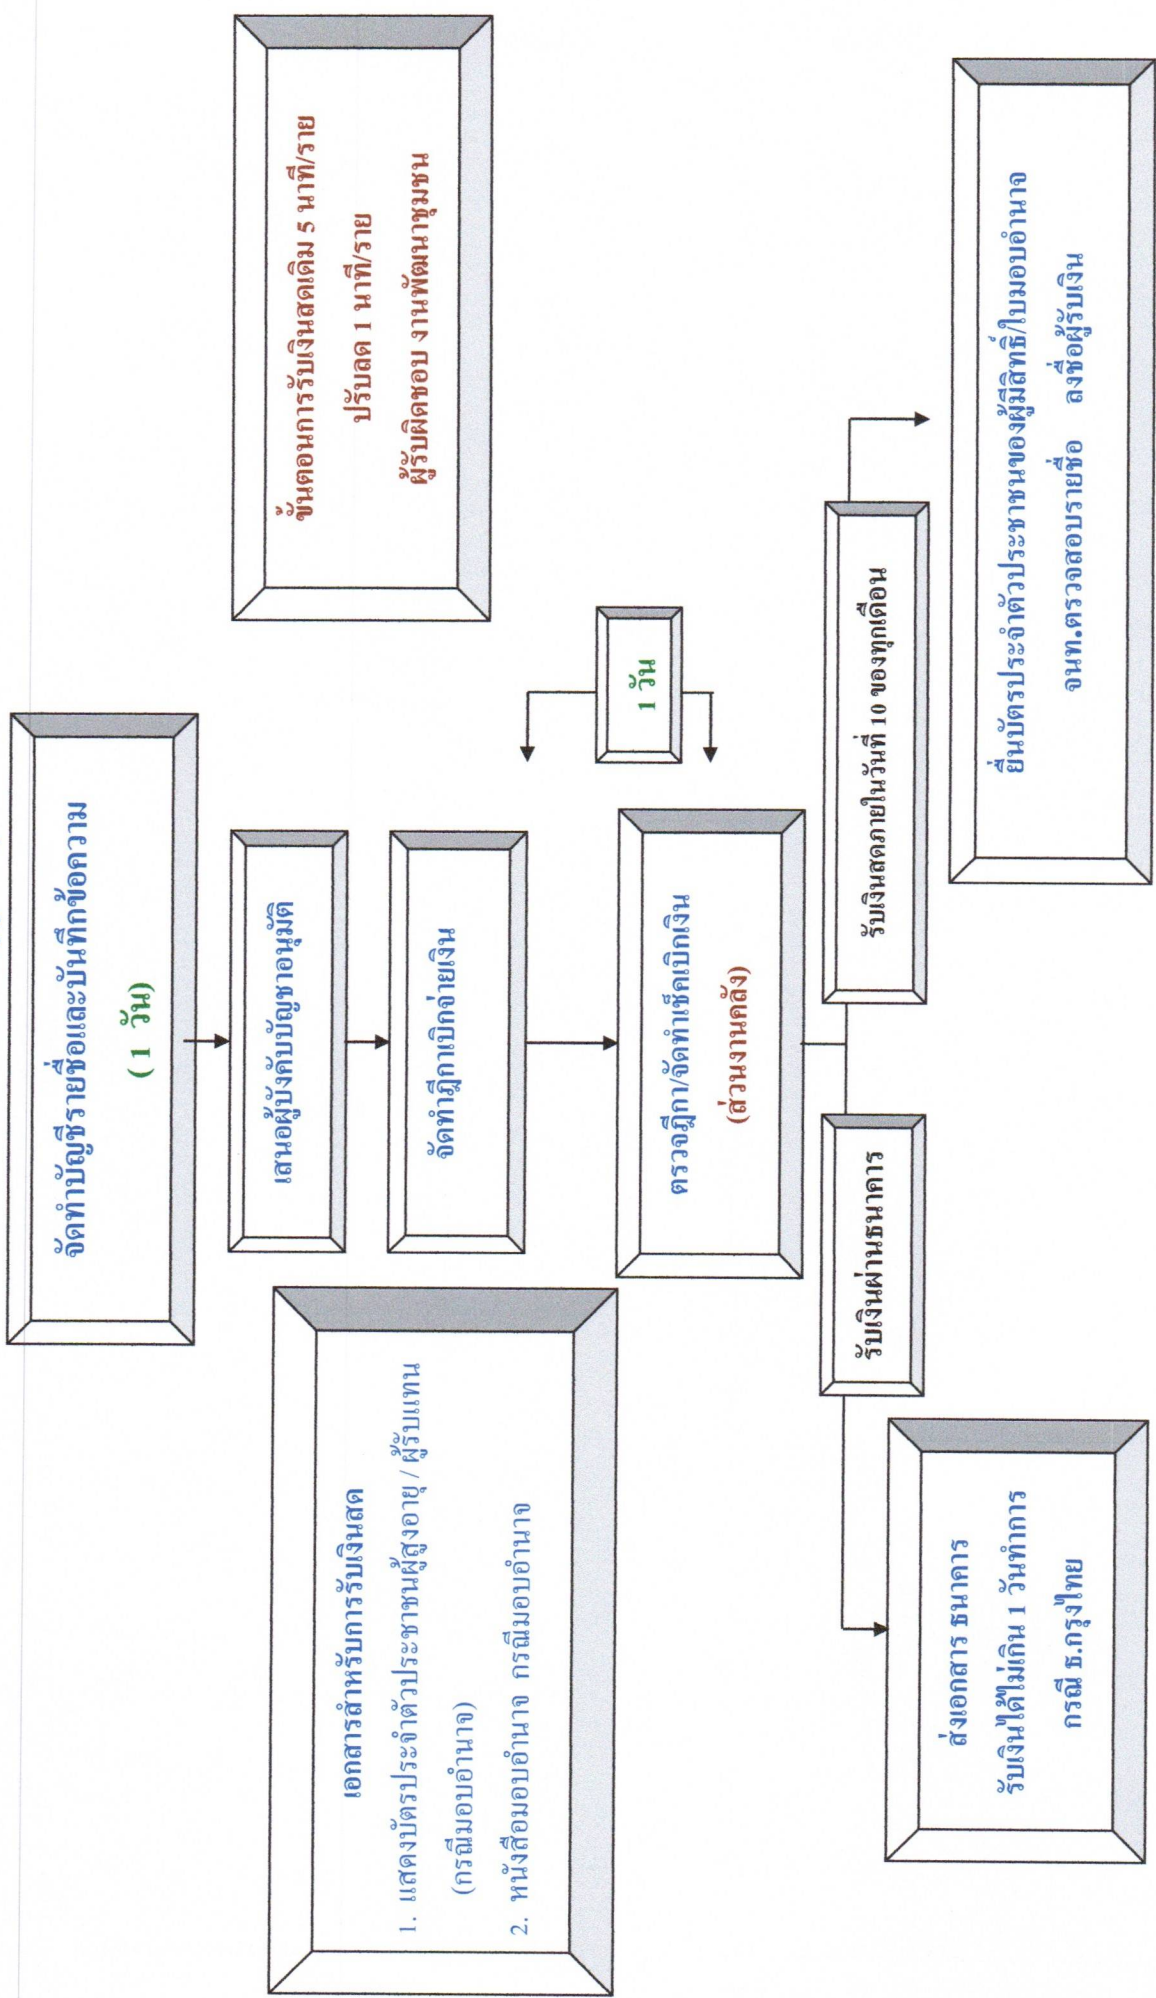 จัดทำบัญชีรายชื่อและบันทึกข้อความ
( 1 วัน)
เสนอผู้บังคับบัญชาอนุมัติ
จัดทำฎีกาเบิกจ่ายเงิน
เอกสารสำหรับการรับเงินสด
1. แสดงบัตรประจำตัวประชาชนผู้สูงอายุ / ผู้รับแทน
(กรณีมอบอำนาจ)
2. หนังสือมอบอำนาจ กรณีมอบอำนาจ
ขั้นตอนการรับเงินสดเดิม 5 นาที/ราย
ปรับลด 1 นาที/ราย
ผู้รับผิดชอบ งานพัฒนาชุมชน
1 วัน
ตรวจฎีกา/จัดทำเช็คเบิกเงิน
(ส่วนงานคลัง)
รับเงินผ่านธนาคาร
รับเงินสดภายในวันที่ 10 ของทุกเดือน
ส่งเอกสาร ธนาคาร
รับเงินได้ไม่เกิน 1 วันทำการ
กรณี ธ.กรุงไทย
ยื่นบัตรประจำตัวประชาชนของผู้มีสิทธิ์/ใบมอบอำนาจ
จนท.ตรวจสอบรายชื่อ ลงชื่อผู้รับเงิน